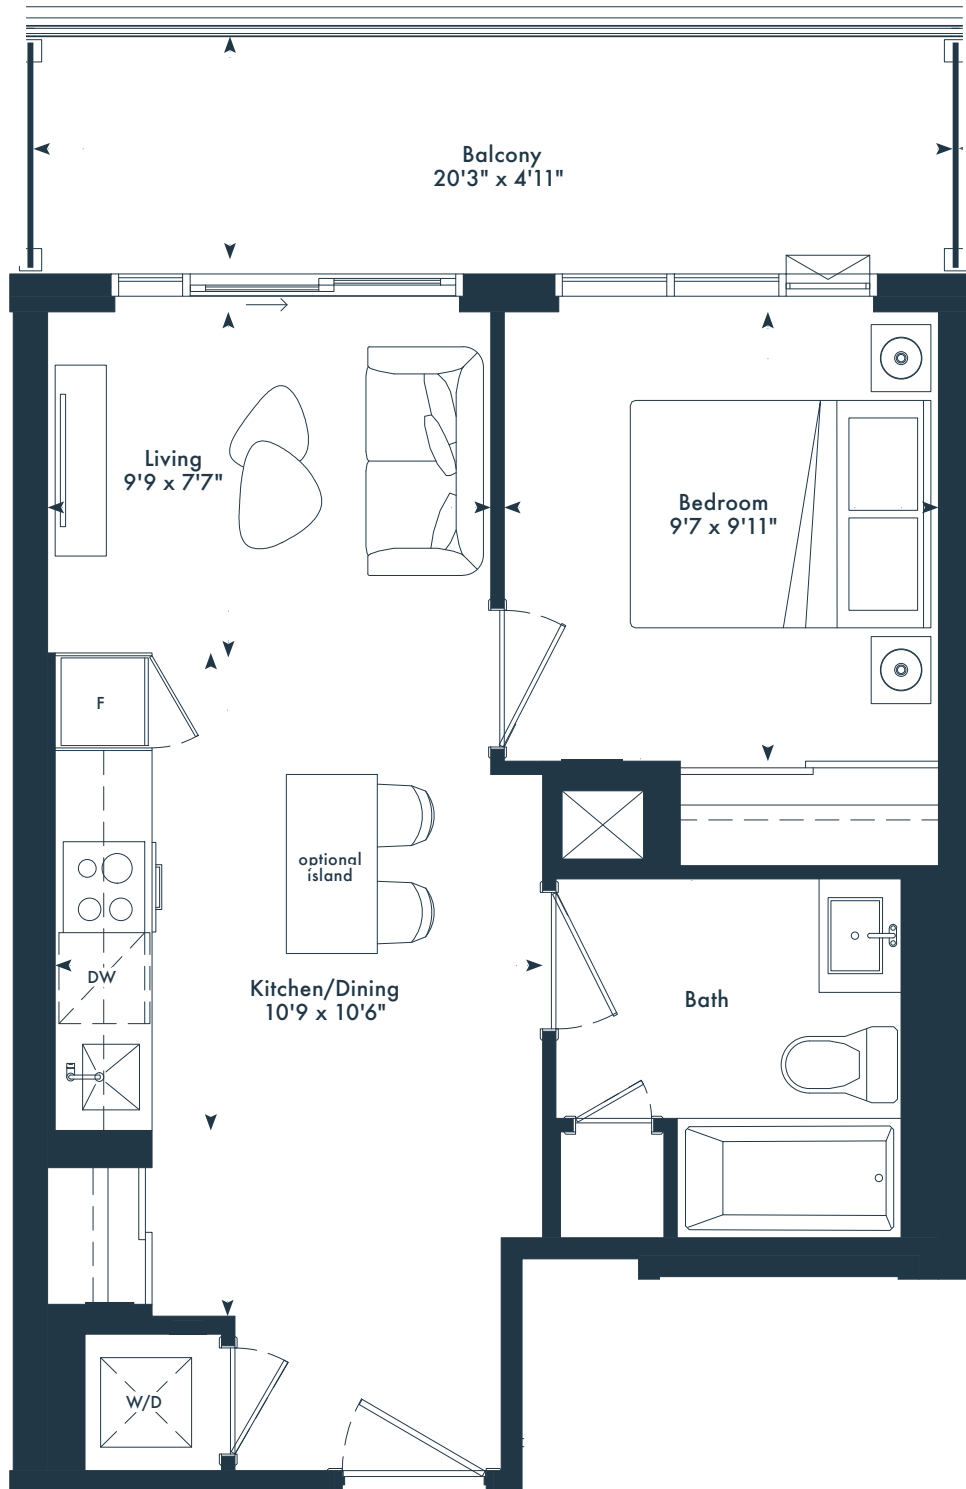 Balcony
20'3" x 4'11"
Living
9'9 x 7'7"
Bedroom
9'7 x 9'11"
F
optional
island
DW
Kitchen/Dining
10'9 x 10'6"
Bath
W/D